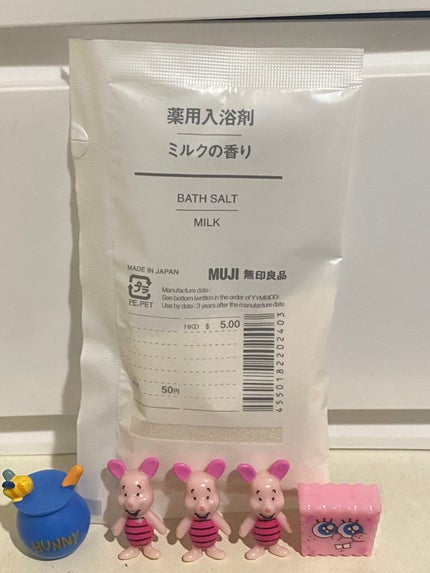 薬用入浴剤
ミルクの香り
BATH SALT
MILK
MADE IN JAPAN
MUJI 無印良品
プラ
PE,PET
Manufacture date:
See bottom (written in the order of YYMMDD)
Use by date : 3 years after the manufacture date
HKD $ 5.00
50円
4550182202403
HUNNY